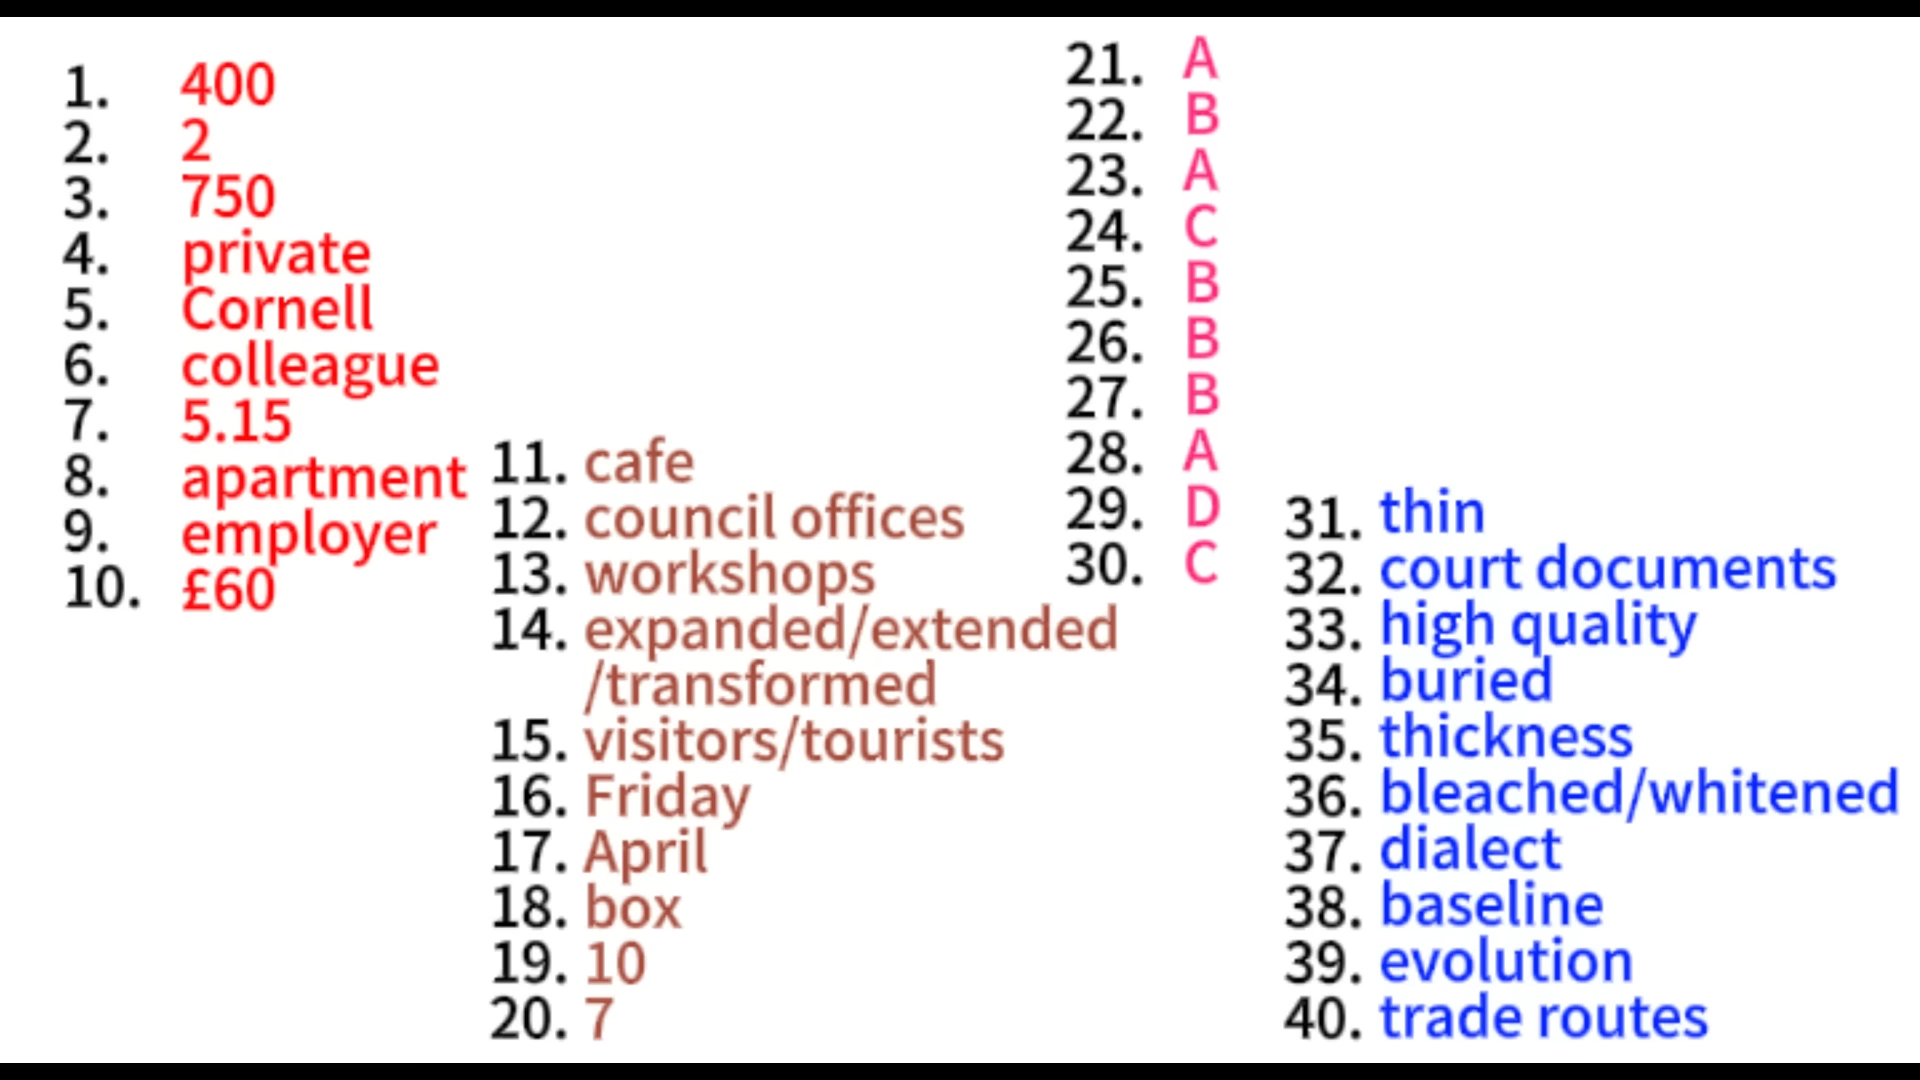 1. 400
2. 2
3. 750
4. private
5. Cornell
6. colleague
7. 5.15
8. apartment
9. employer
10. £60
11. cafe
12. council offices
13. workshops
14. expanded/extended
/transformed
15. visitors/tourists
16. Friday
17. April
18. box
19. 10
20. 7
21. A
22. B
23. A
24. C
25. B
26. B
27. B
28. A
29. D
30. C
31. thin
32. court documents
33. high quality
34. buried
35. thickness
36. bleached/whitened
37. dialect
38. baseline
39. evolution
40. trade routes